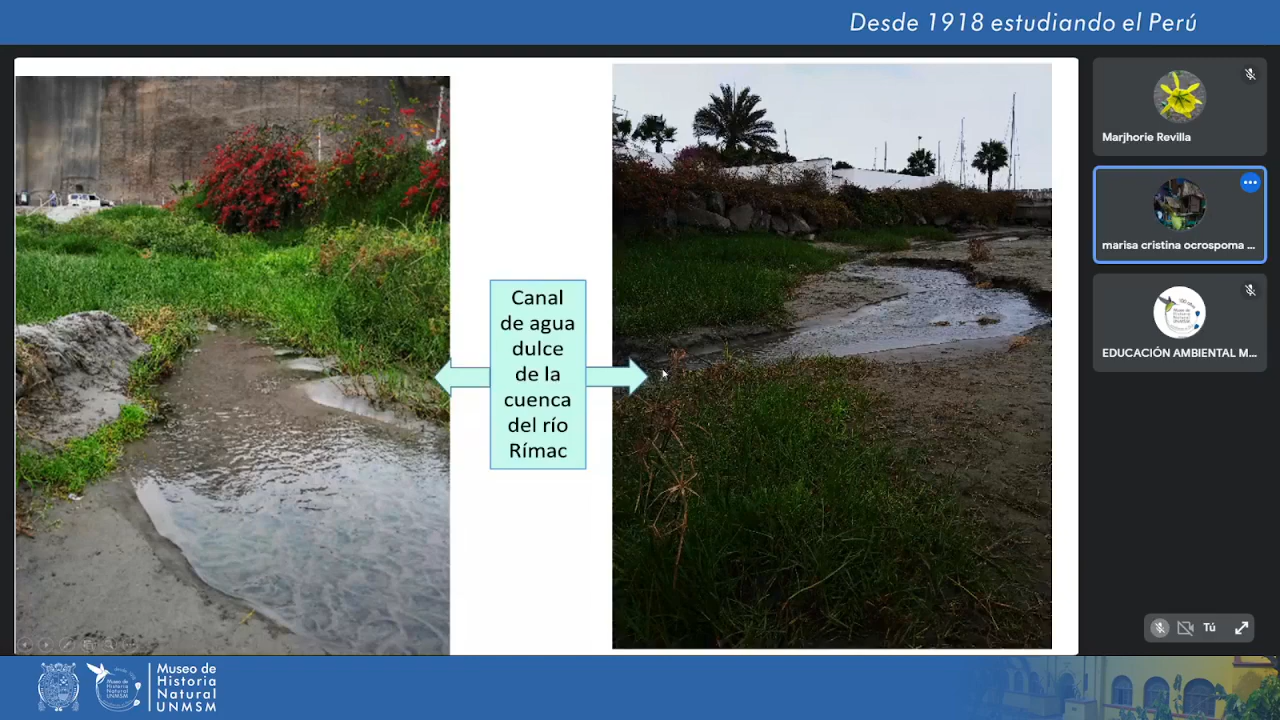 Desde 1918 estudiando el Perú
Marjhorie Revilla
marisa cristina ocrospoma ...
EDUCACIÓN AMBIENTAL M...
Canal
de agua
dulce
de la
cuenca
del río
Rímac
Tú
Museo de
Historia
Natural
UNMSM